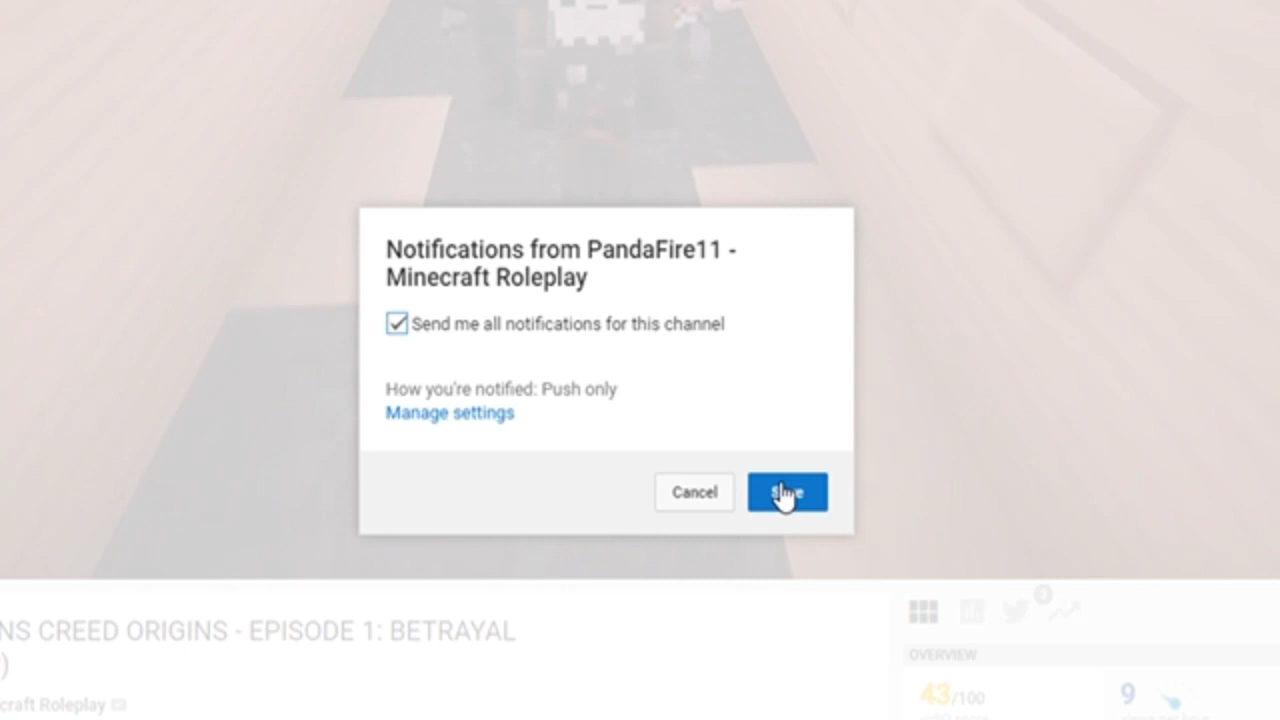 Notifications from PandaFire11 -
Minecraft Roleplay
Send me all notifications for this channel
How you're notified: Push only
Manage settings
Cancel
NS CREED ORIGINS - EPISODE 1: BETRAYAL
)
craft Roleplay
3
OVERVIEW
43/100
9